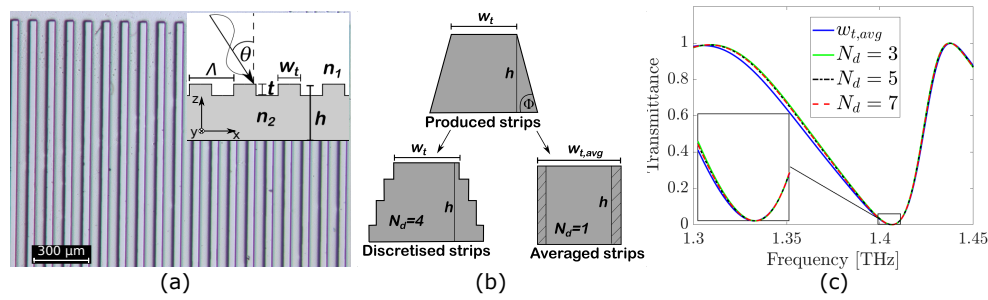 θ
Λ
w_t
n_1
t
z
n_2
h
y
x
300 μm
(a)
w_t
h
Φ
Produced strips
w_t
h
N_d=4
Discretised strips
w_t,avg
h
N_d=1
Averaged strips
(b)
Transmittance
1
0.8
0.6
0.4
0.2
0
w_t,avg
N_d = 3
N_d = 5
N_d = 7
1.3
1.35
1.4
1.45
Frequency [THz]
(c)